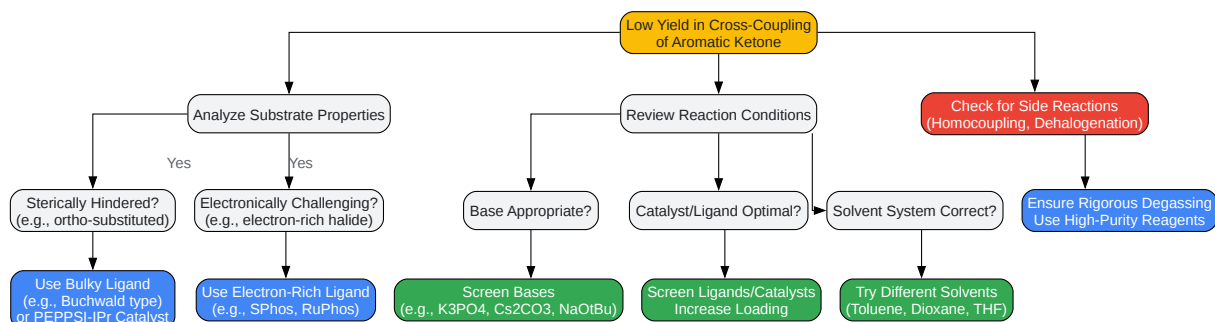 Low Yield in Cross-Coupling
of Aromatic Ketone
Analyze Substrate Properties
Review Reaction Conditions
Check for Side Reactions
(Homocoupling, Dehalogenation)
Yes
Yes
Sterically Hindered?
(e.g., ortho-substituted)
Electronically Challenging?
(e.g., electron-rich halide)
Base Appropriate?
Catalyst/Ligand Optimal?
Solvent System Correct?
Ensure Rigorous Degassing
Use High-Purity Reagents
Use Bulky Ligand
(e.g., Buchwald type)
or PEPPSI-IPr Catalyst
Use Electron-Rich Ligand
(e.g., SPhos, RuPhos)
Screen Bases
(e.g., K3PO4, Cs2CO3, NaOtBu)
Screen Ligands/Catalysts
Increase Loading
Try Different Solvents
(Toluene, Dioxane, THF)